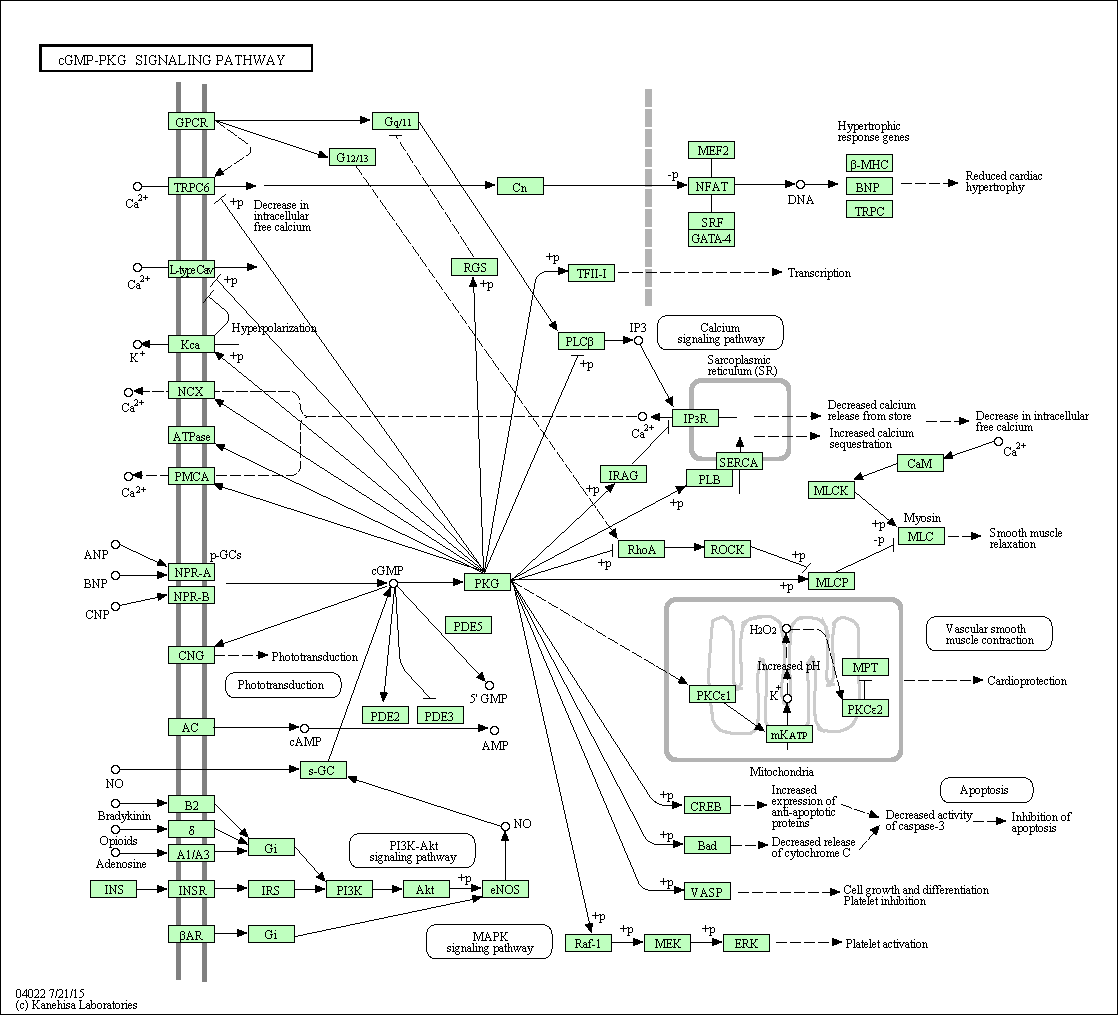 cGMP-PKG SIGNALING PATHWAY
GPCR
Gq/11
G12/13
Hypertrophic
response genes
MEF2
β-MHC
TRPC6
Ca2+
+p
Decrease in
intracellular
free calcium
Cn
-p
NFAT
DNA
BNP
Reduced cardiac
hypertrophy
TRPC
SRF
GATA-4
L-type Cav
Ca2+
+p
RGS
+p
+p
TFII-I
Transcription
Hyperpolarization
Kca
K+
+p
PLCβ
+p
IP3
Calcium
signaling pathway
Sarcoplasmic
reticulum (SR)
NCX
Ca2+
IP3R
Ca2+
Decreased calcium
release from store
Increased calcium
sequestration
Decrease in intracellular
free calcium
Ca2+
ATPase
PMCA
Ca2+
IRAG
+p
SERCA
PLB
+p
CaM
MLCK
+p
-p
Myosin
MLC
Smooth muscle
relaxation
ANP
BNP
CNP
p-GCs
NPR-A
NPR-B
cGMP
PKG
RhoA
+p
ROCK
+p
+p
MLCP
PDE5
CNG
Phototransduction
Phototransduction
5' GMP
PDE2
PDE3
H2O2
Increased pH
K+
MPT
PKCε1
PKCε2
mKATP
Mitochondria
Vascular smooth
muscle contraction
Cardioprotection
AC
cAMP
AMP
NO
s-GC
B2
Bradykinin
δ
Opioids
A1/A3
Adenosine
Gi
NO
PI3K-Akt
signaling pathway
INS
INSR
IRS
PI3K
Akt
+p
eNOS
βAR
Gi
MAPK
signaling pathway
+p
CREB
Increased
expression of
anti-apoptotic
proteins
Apoptosis
Decreased activity
of caspase-3
Inhibition of
apoptosis
+p
Bad
Decreased release
of cytochrome C
+p
VASP
Cell growth and differentiation
Platelet inhibition
+p
Raf-1
+p
MEK
+p
ERK
Platelet activation
04022 7/21/15
(c) Kanehisa Laboratories